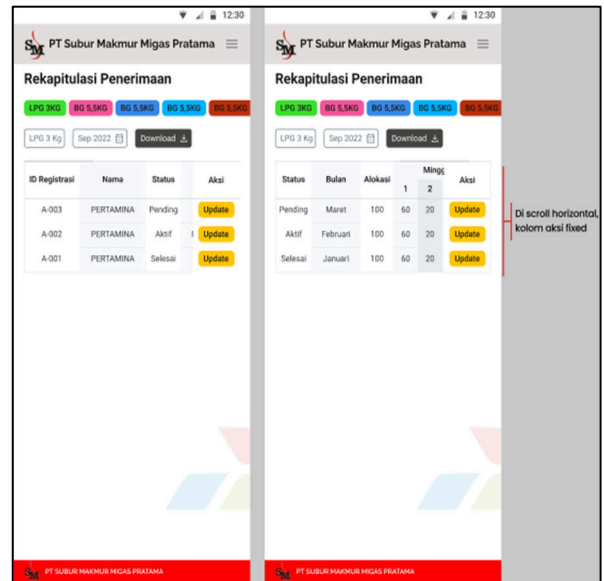 12:30
SM PT Subur Makmur Migas Pratama
Rekapitulasi Penerimaan
LPG 3KG BG 5,5KG BG 5,5KG BG 5,5KG BG 5,5KG
LPG 3 Kg Sep 2022 Download
ID Registrasi Nama Status Aksi
A-003 PERTAMINA Pending Update
A-002 PERTAMINA Aktif Update
A-001 PERTAMINA Selesai Update
SM PT SUBUR MAKMUR MIGAS PRATAMA
12:30
SM PT Subur Makmur Migas Pratama
Rekapitulasi Penerimaan
LPG 3KG BG 5,5KG BG 5,5KG BG 5,5KG BG 5,5KG
LPG 3 Kg Sep 2022 Download
Status Bulan Alokasi Mingg Aksi
1 2
Pending Maret 100 60 20 Update
Aktif Februari 100 60 20 Update
Selesai Januari 100 60 20 Update
SM PT SUBUR MAKMUR MIGAS PRATAMA
Di scroll horizontal,
kolom aksi fixed